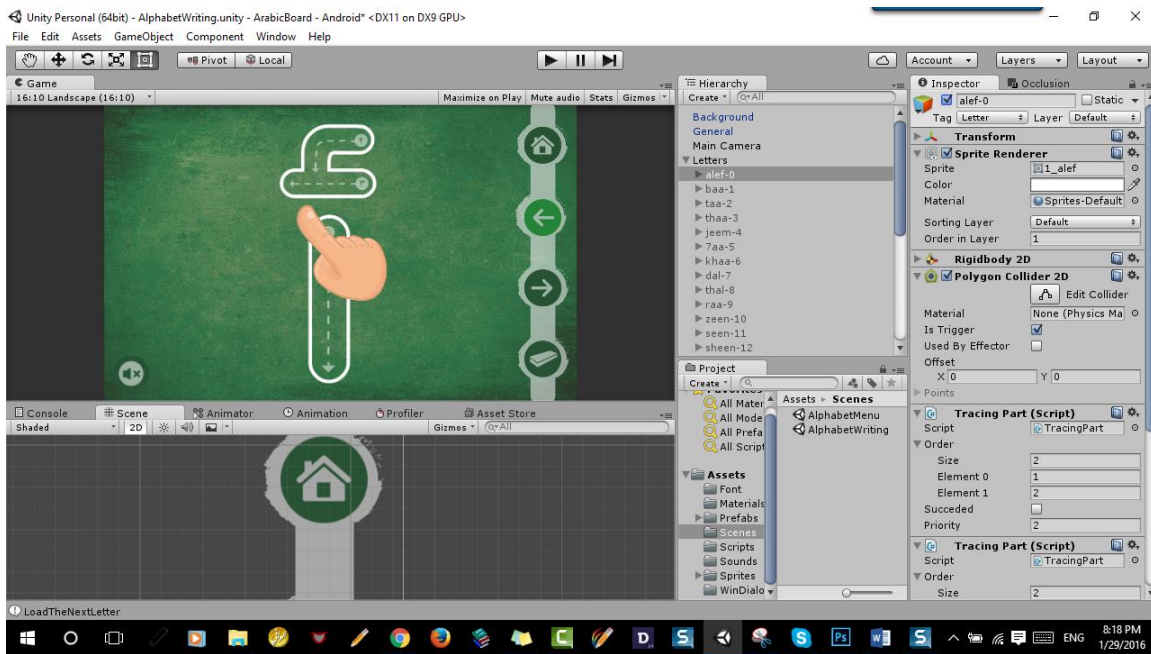 Unity Personal (64bit) - AlphabetWriting.unity - ArabicBoard - Android* <DX11 on DX9 GPU>
File Edit Assets GameObject Component Window Help
Pivot Local Account Layers Layout
Game
16:10 Landscape (16:10) Maximize on Play Mute audio Stats Gizmos
Console Scene Animator Animation Profiler Asset Store
Shaded 2D Gizmos All
Hierarchy
Create All
Background
General
Main Camera
Letters
alef-0
baa-1
taa-2
thaa-3
jeem-4
7aa-5
khaa-6
dal-7
thal-8
raa-9
zeen-10
seen-11
sheen-12
Project
Create
All Mater
All Mode
All Prefa
All Script
Assets
Font
Materials
Prefabs
Scenes
Scripts
Sounds
Sprites
WinDialo
Assets Scenes
AlphabetMenu
AlphabetWriting
Inspector Occlusion
alef-0 Static
Tag Letter Layer Default
Transform
Sprite Renderer
Sprite 1_alef
Color
Material Sprites-Default
Sorting Layer Default
Order in Layer 1
Rigidbody 2D
Polygon Collider 2D
Edit Collider
Material None (Physics Ma
Is Trigger
Used By Effector
Offset
X 0 Y 0
Points
Tracing Part (Script)
Script TracingPart
Order
Size 2
Element 0 1
Element 1 2
Succeded
Priority 2
Tracing Part (Script)
Script TracingPart
Order
Size 2
LoadTheNextLetter
ENG 8:18 PM
1/29/2016